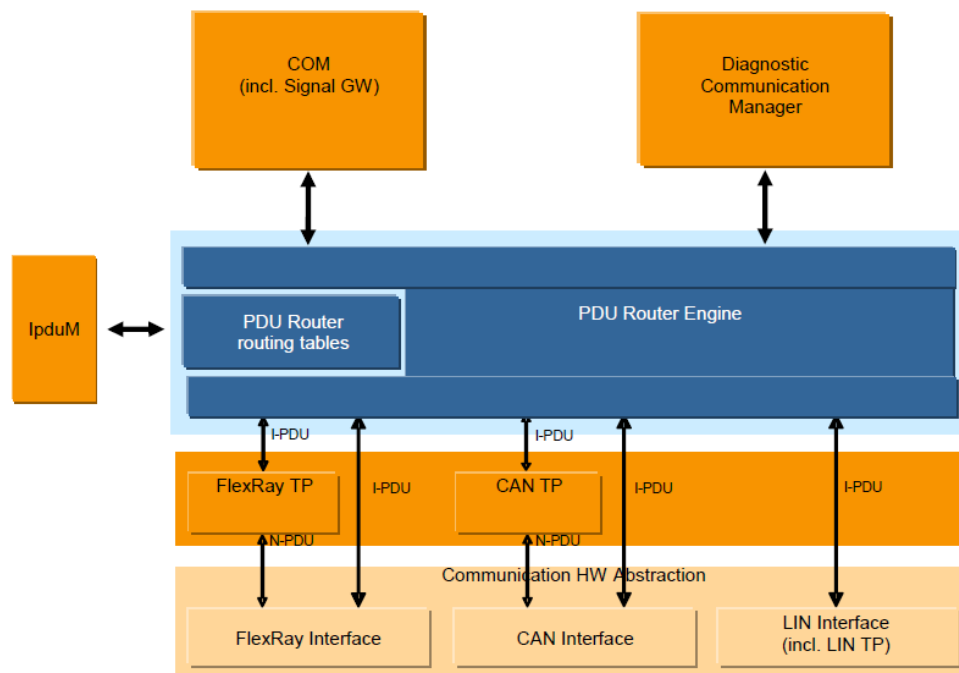 COM
(incl. Signal GW)
Diagnostic
Communication
Manager
IpduM
PDU Router
routing tables
PDU Router Engine
I-PDU
I-PDU
FlexRay TP
I-PDU
CAN TP
I-PDU
I-PDU
N-PDU
N-PDU
Communication HW Abstraction
FlexRay Interface
CAN Interface
LIN Interface
(incl. LIN TP)